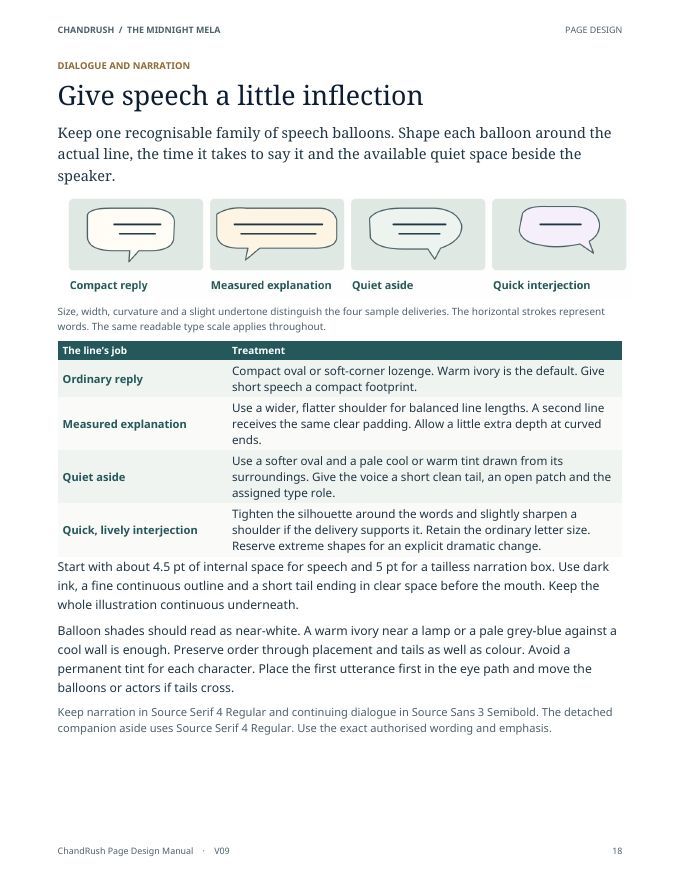 CHANDRUSH / THE MIDNIGHT MELA
PAGE DESIGN
DIALOGUE AND NARRATION
Give speech a little inflection
Keep one recognisable family of speech balloons. Shape each balloon around the
actual line, the time it takes to say it and the available quiet space beside the
speaker.
Compact reply
Measured explanation
Quiet aside
Quick interjection
Size, width, curvature and a slight undertone distinguish the four sample deliveries. The horizontal strokes represent
words. The same readable type scale applies throughout.
The line's job
Treatment
Ordinary reply
Compact oval or soft-corner lozenge. Warm ivory is the default. Give
short speech a compact footprint.
Measured explanation
Use a wider, flatter shoulder for balanced line lengths. A second line
receives the same clear padding. Allow a little extra depth at curved
ends.
Quiet aside
Use a softer oval and a pale cool or warm tint drawn from its
surroundings. Give the voice a short clean tail, an open patch and the
assigned type role.
Quick, lively interjection
Tighten the silhouette around the words and slightly sharpen a
shoulder if the delivery supports it. Retain the ordinary letter size.
Reserve extreme shapes for an explicit dramatic change.
Start with about 4.5 pt of internal space for speech and 5 pt for a tailless narration box. Use dark
ink, a fine continuous outline and a short tail ending in clear space before the mouth. Keep the
whole illustration continuous underneath.
Balloon shades should read as near-white. A warm ivory near a lamp or a pale grey-blue against a
cool wall is enough. Preserve order through placement and tails as well as colour. Avoid a
permanent tint for each character. Place the first utterance first in the eye path and move the
balloons or actors if tails cross.
Keep narration in Source Serif 4 Regular and continuing dialogue in Source Sans 3 Semibold. The detached
companion aside uses Source Serif 4 Regular. Use the exact authorised wording and emphasis.
ChandRush Page Design Manual · V09
18